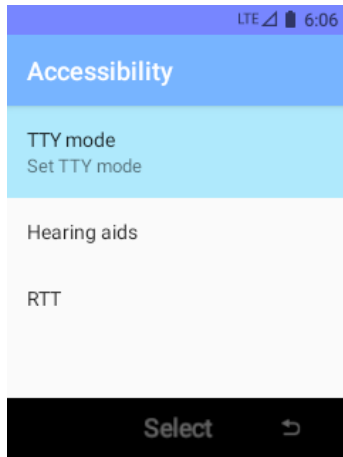 LTE 6:06
Accessibility
TTY mode
Set TTY mode
Hearing aids
RTT
Select